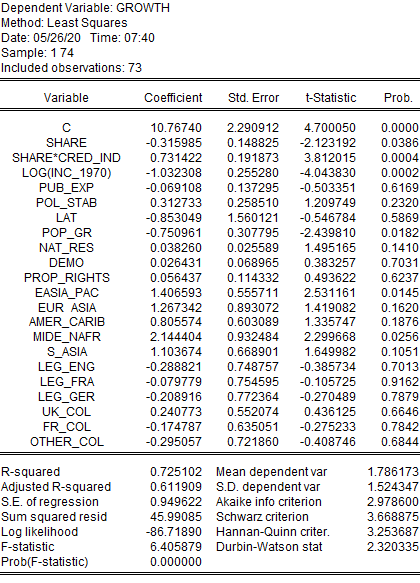 Dependent Variable: GROWTH
Method: Least Squares
Date: 05/26/20 Time: 07:40
Sample: 1 74
Included observations: 73
Variable Coefficient Std. Error t-Statistic Prob.
C 10.76740 2.290912 4.700050 0.0000
SHARE -0.315985 0.148825 -2.123192 0.0386
SHARE*CRED_IND 0.731422 0.191873 3.812015 0.0004
LOG(INC_1970) -1.032308 0.255280 -4.043830 0.0002
PUB_EXP -0.069108 0.137295 -0.503351 0.6169
POL_STAB 0.312733 0.258510 1.209749 0.2320
LAT -0.853049 1.560121 -0.546784 0.5869
POP_GR -0.750961 0.307795 -2.439810 0.0182
NAT_RES 0.038260 0.025589 1.495165 0.1410
DEMO 0.026431 0.068965 0.383257 0.7031
PROP_RIGHTS 0.056437 0.114332 0.493622 0.6237
EASIA_PAC 1.406593 0.555711 2.531161 0.0145
EUR_ASIA 1.267342 0.893072 1.419082 0.1620
AMER_CARIB 0.805574 0.603089 1.335747 0.1876
MIDE_NAFR 2.144404 0.932484 2.299668 0.0256
S_ASIA 1.103674 0.668901 1.649982 0.1051
LEG_ENG -0.288821 0.748757 -0.385734 0.7013
LEG_FRA -0.079779 0.754595 -0.105725 0.9162
LEG_GER -0.208916 0.772364 -0.270489 0.7879
UK_COL 0.240773 0.552074 0.436125 0.6646
FR_COL -0.174787 0.635051 -0.275233 0.7842
OTHER_COL -0.295057 0.721860 -0.408746 0.6844
R-squared 0.725102 Mean dependent var 1.786173
Adjusted R-squared 0.611909 S.D. dependent var 1.524347
S.E. of regression 0.949622 Akaike info criterion 2.978600
Sum squared resid 45.99085 Schwarz criterion 3.668875
Log likelihood -86.71890 Hannan-Quinn criter. 3.253687
F-statistic 6.405879 Durbin-Watson stat 2.320335
Prob(F-statistic) 0.000000